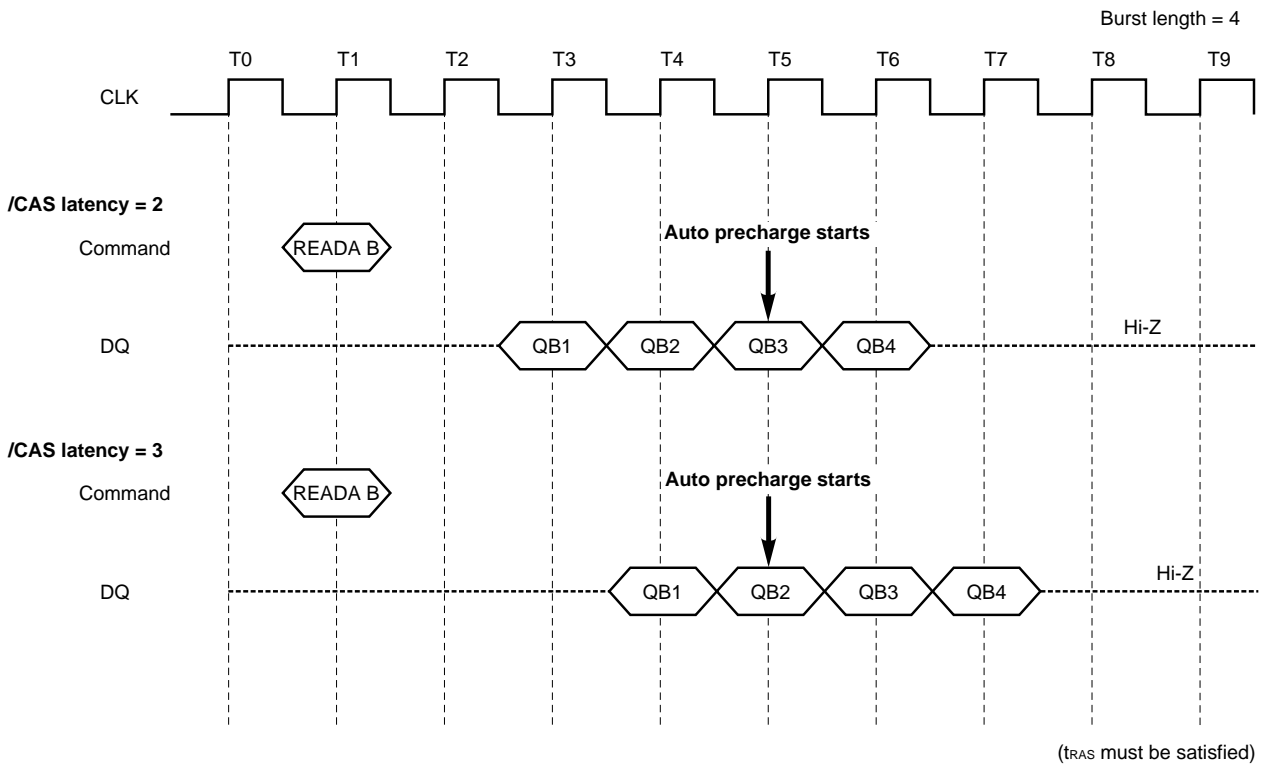 Burst length = 4
T0 T1 T2 T3 T4 T5 T6 T7 T8 T9
CLK
/CAS latency = 2
Command READA B Auto precharge starts
DQ QB1 QB2 QB3 QB4 Hi-Z
/CAS latency = 3
Command READA B Auto precharge starts
DQ QB1 QB2 QB3 QB4 Hi-Z
(tRAS must be satisfied)